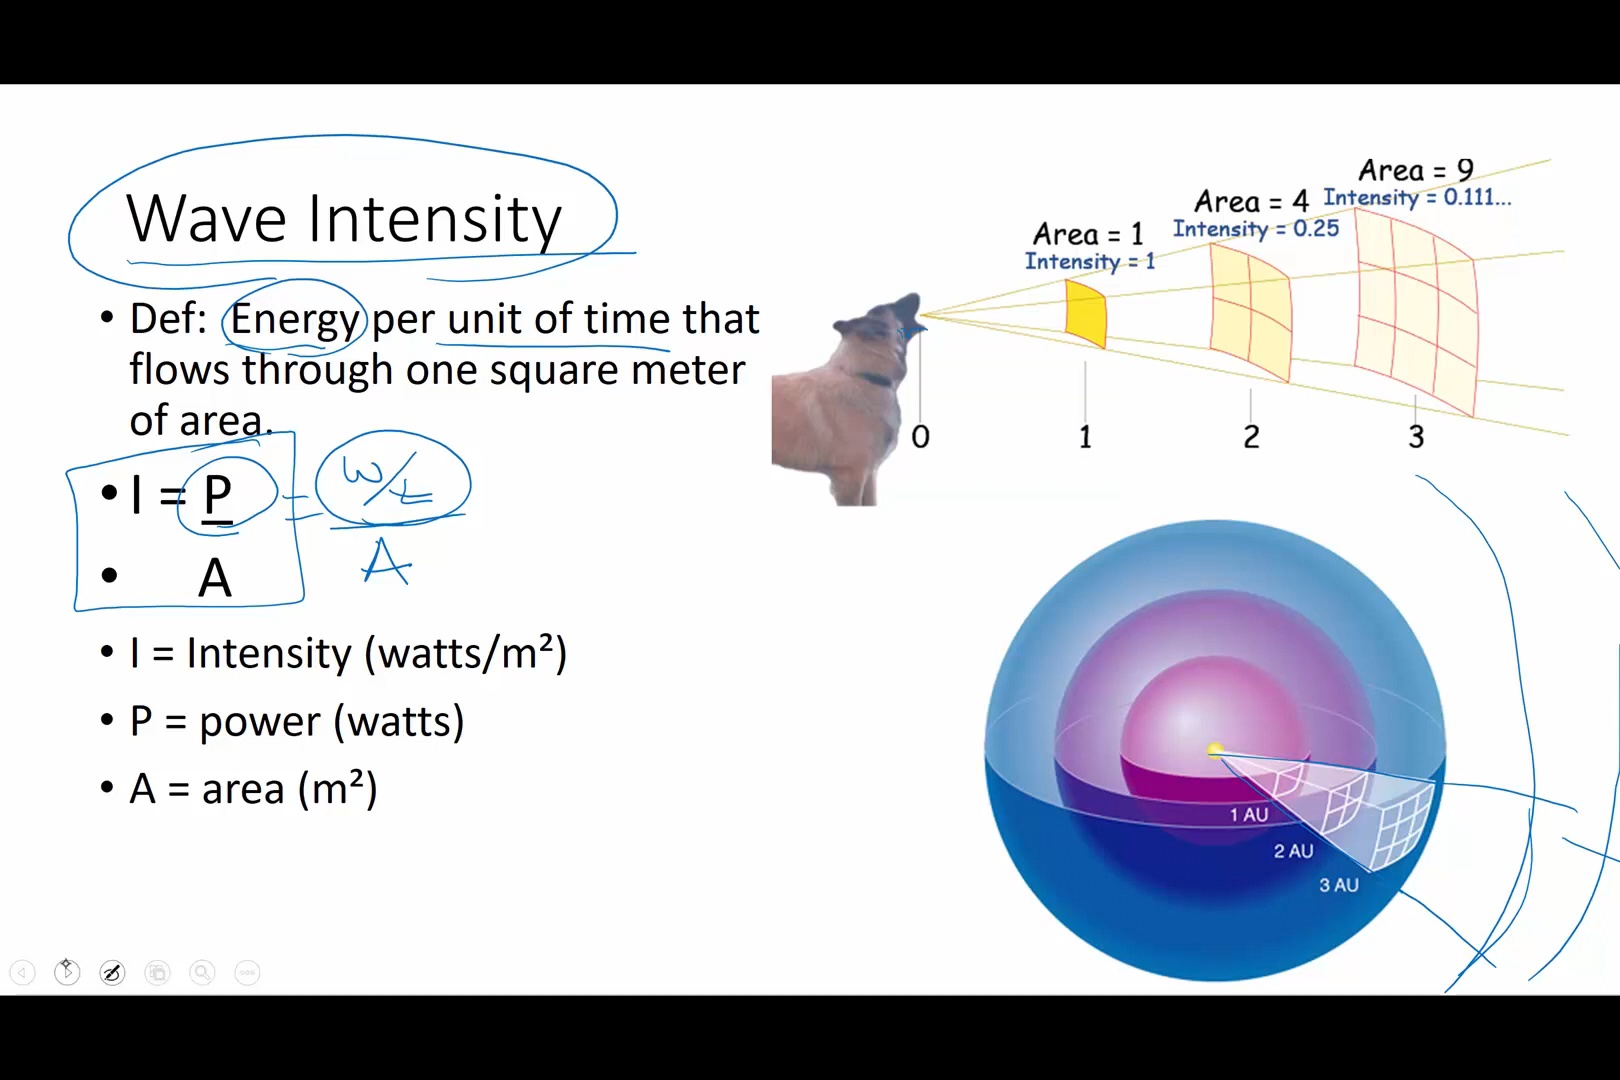 Wave Intensity
• Def: Energy per unit of time that
flows through one square meter
of area.
• I = P = W/t
• A A
• I = Intensity (watts/m²)
• P = power (watts)
• A = area (m²)
Area = 1
Intensity = 1
Area = 4
Intensity = 0.25
Area = 9
Intensity = 0.111...
0 1 2 3
1 AU
2 AU
3 AU